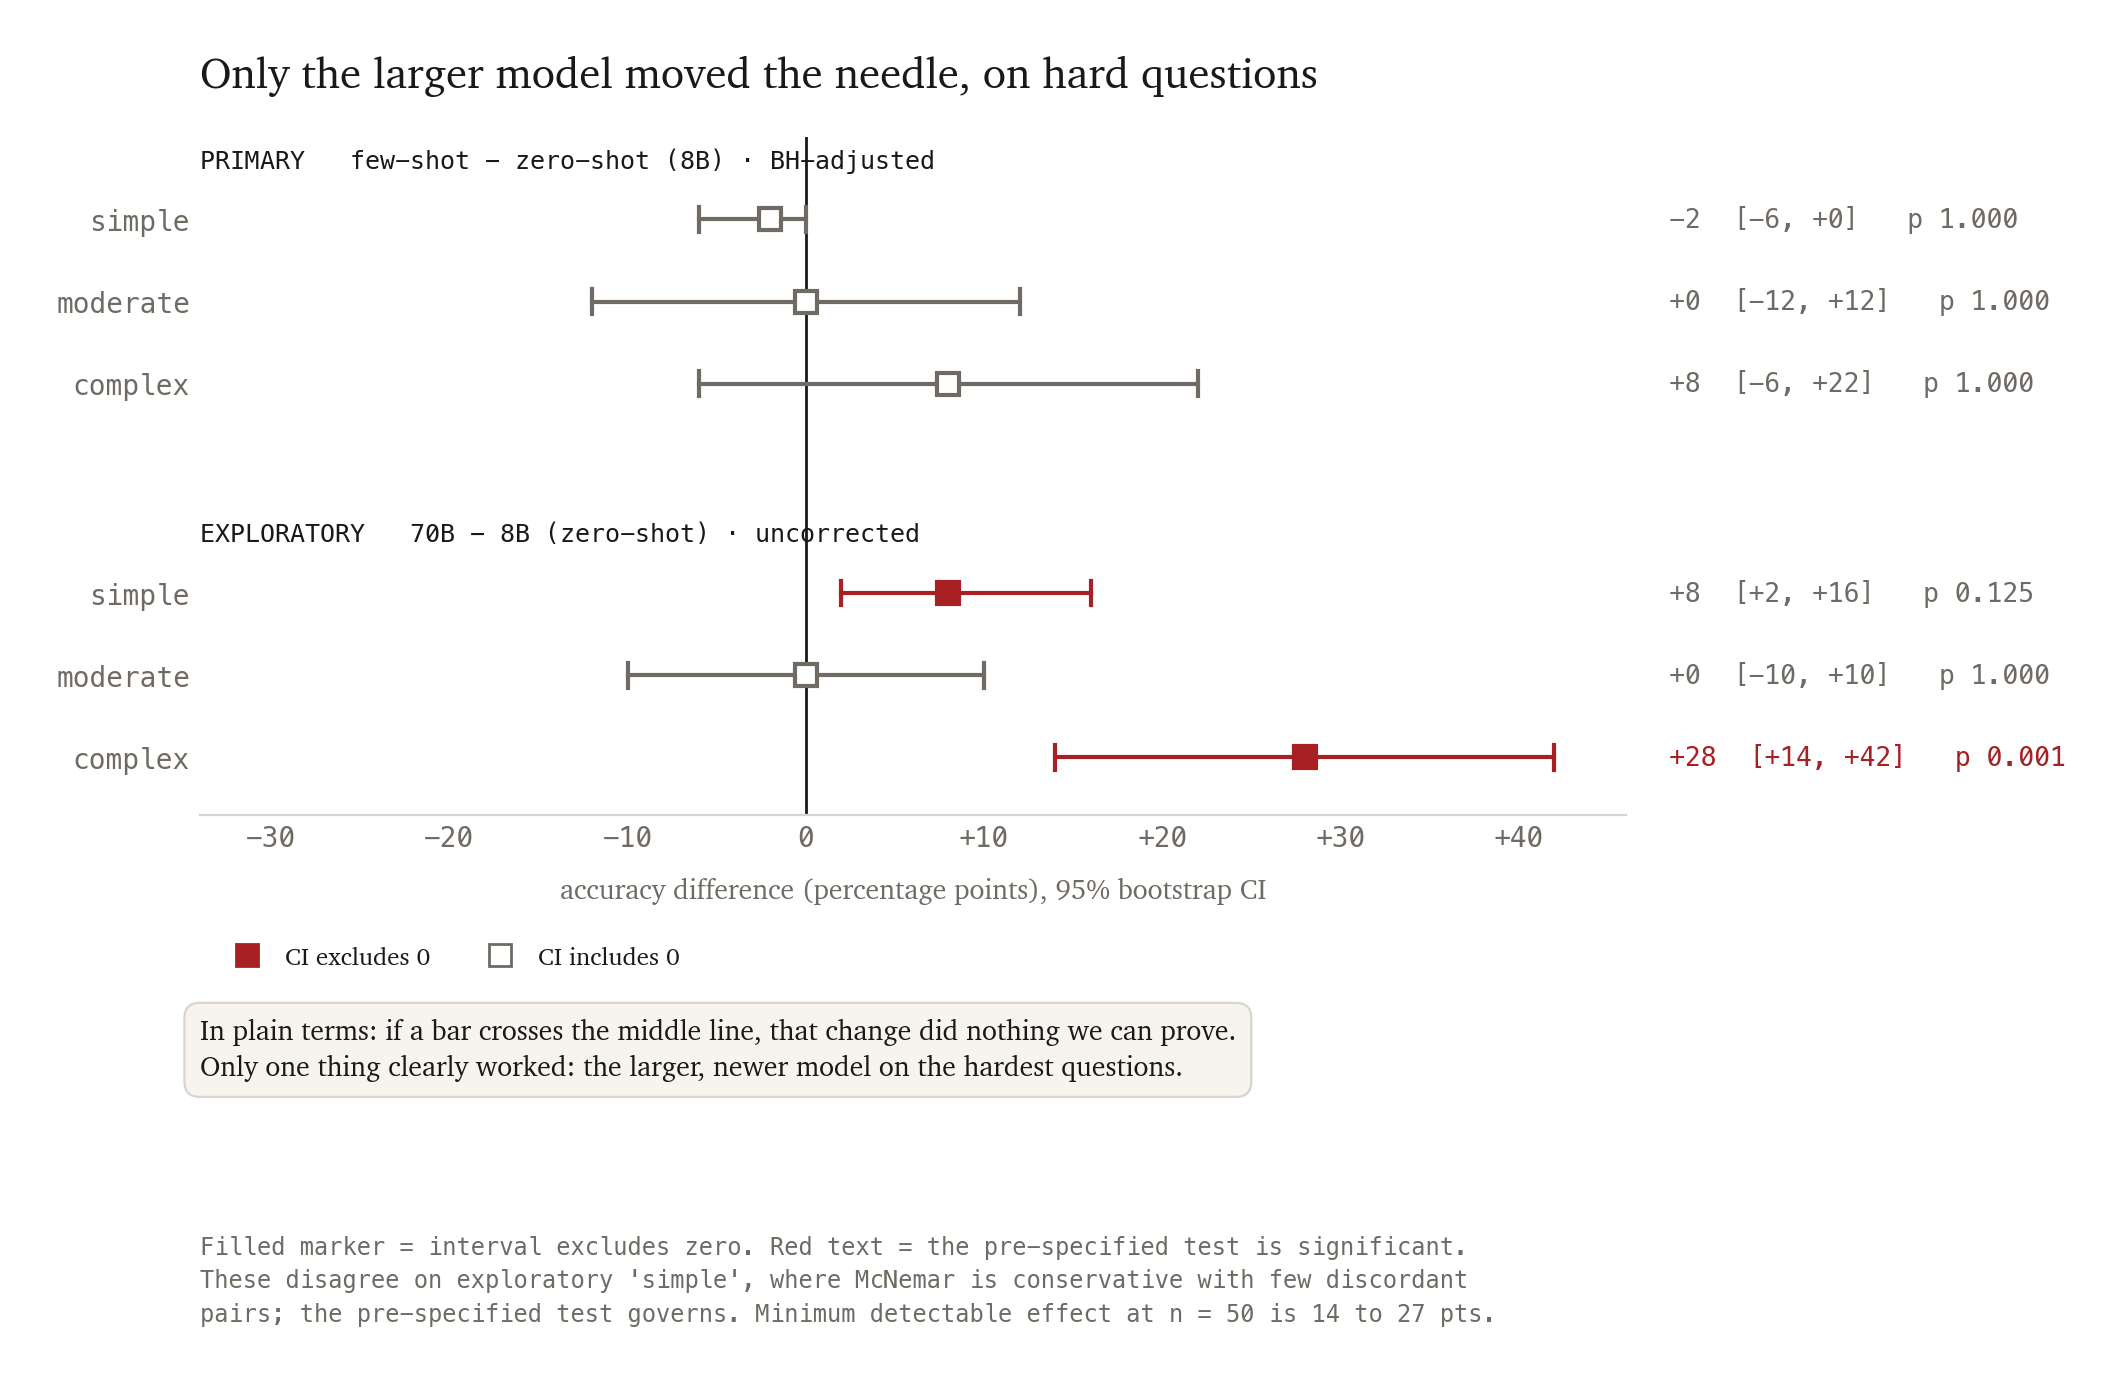 Only the larger model moved the needle, on hard questions
PRIMARY   few−shot − zero−shot (8B) · BH−adjusted
simple −2 [−6, +0] p 1.000
moderate +0 [−12, +12] p 1.000
complex +8 [−6, +22] p 1.000
EXPLORATORY   70B − 8B (zero−shot) · uncorrected
simple +8 [+2, +16] p 0.125
moderate +0 [−10, +10] p 1.000
complex +28 [+14, +42] p 0.001
−30 −20 −10 0 +10 +20 +30 +40
accuracy difference (percentage points), 95% bootstrap CI
CI excludes 0 CI includes 0
In plain terms: if a bar crosses the middle line, that change did nothing we can prove.
Only one thing clearly worked: the larger, newer model on the hardest questions.
Filled marker = interval excludes zero. Red text = the pre−specified test is significant.
These disagree on exploratory 'simple', where McNemar is conservative with few discordant
pairs; the pre−specified test governs. Minimum detectable effect at n = 50 is 14 to 27 pts.